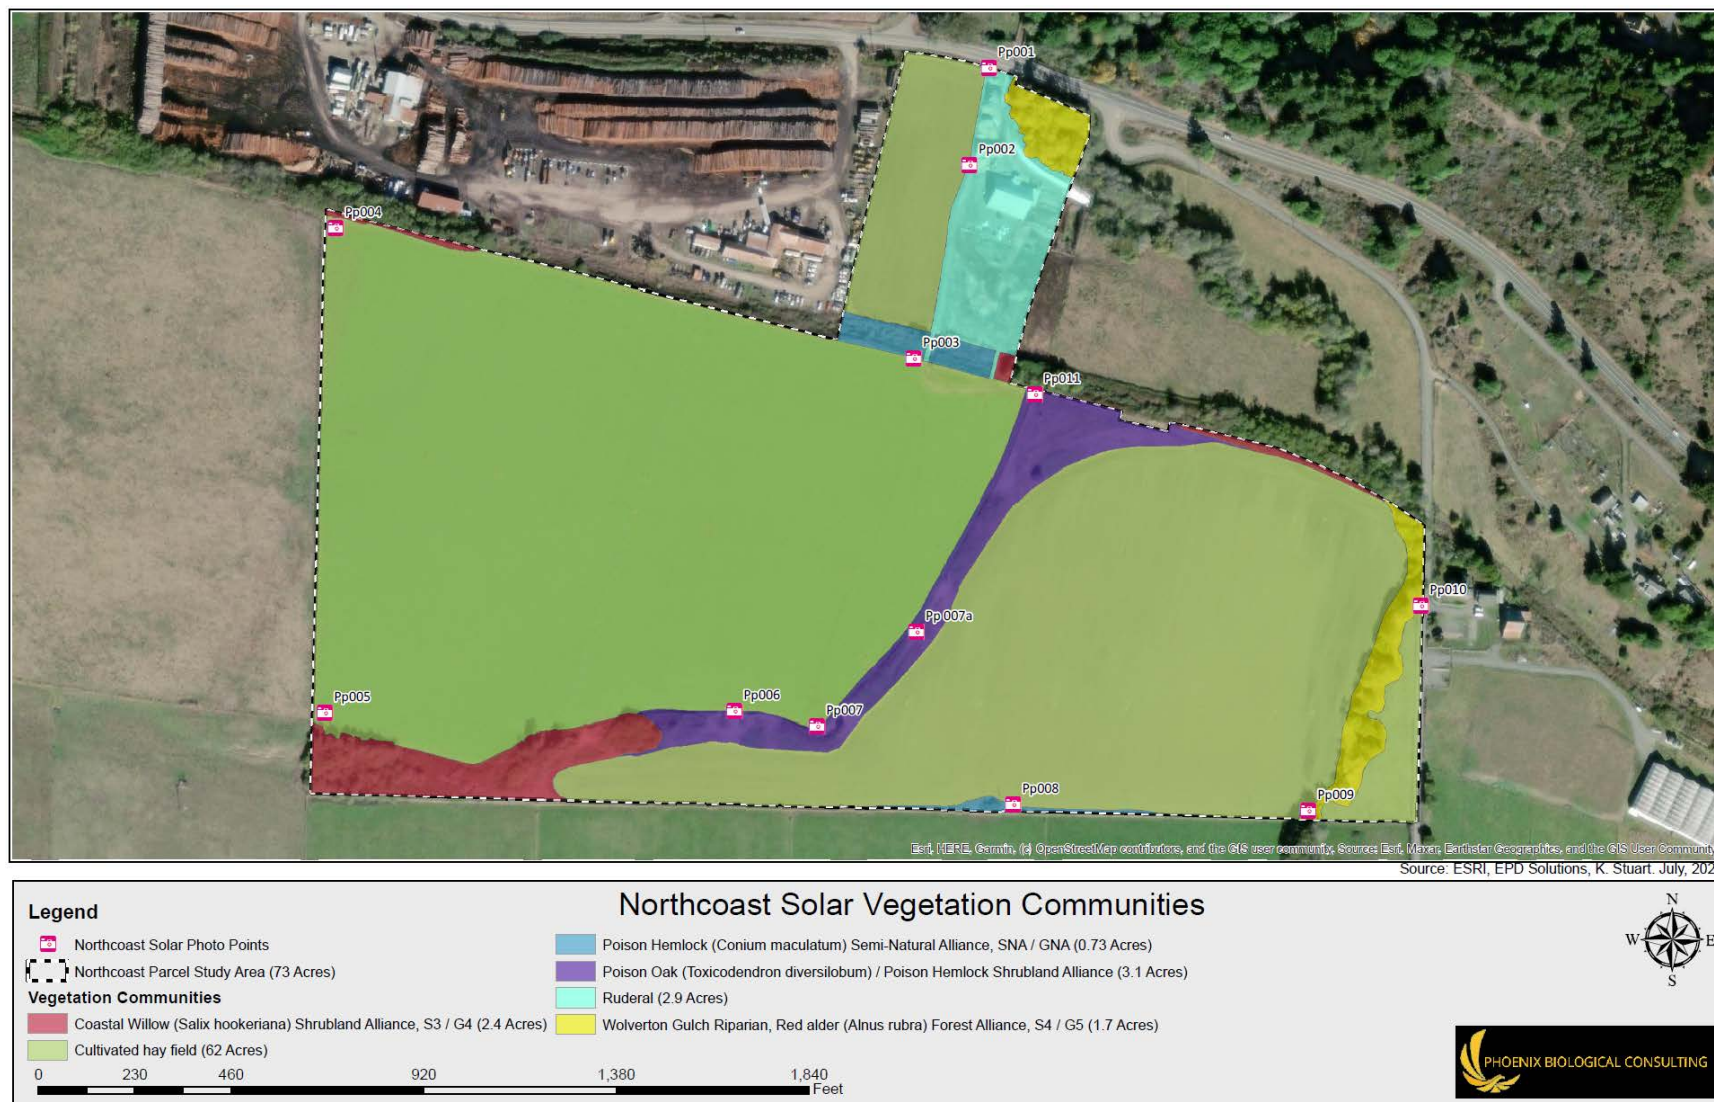 Pp001
Pp002
Pp004
Pp003
Pp011
Pp010
Pp 007a
Pp005
Pp006
Pp007
Pp008
Pp009
Esri, HERE, Garmin, (c) OpenStreetMap contributors, and the GIS user community, Source: Esri, Maxar, Earthstar Geographics, and the GIS User Community
Source: ESRI, EPD Solutions, K. Stuart. July, 202
Northcoast Solar Vegetation Communities
Legend
Northcoast Solar Photo Points
Northcoast Parcel Study Area (73 Acres)
Vegetation Communities
Coastal Willow (Salix hookeriana) Shrubland Alliance, S3 / G4 (2.4 Acres)
Cultivated hay field (62 Acres)
Poison Hemlock (Conium maculatum) Semi-Natural Alliance, SNA / GNA (0.73 Acres)
Poison Oak (Toxicodendron diversilobum) / Poison Hemlock Shrubland Alliance (3.1 Acres)
Ruderal (2.9 Acres)
Wolverton Gulch Riparian, Red alder (Alnus rubra) Forest Alliance, S4 / G5 (1.7 Acres)
N
W E
S
0 230 460 920 1,380 1,840
Feet
PHOENIX BIOLOGICAL CONSULTING